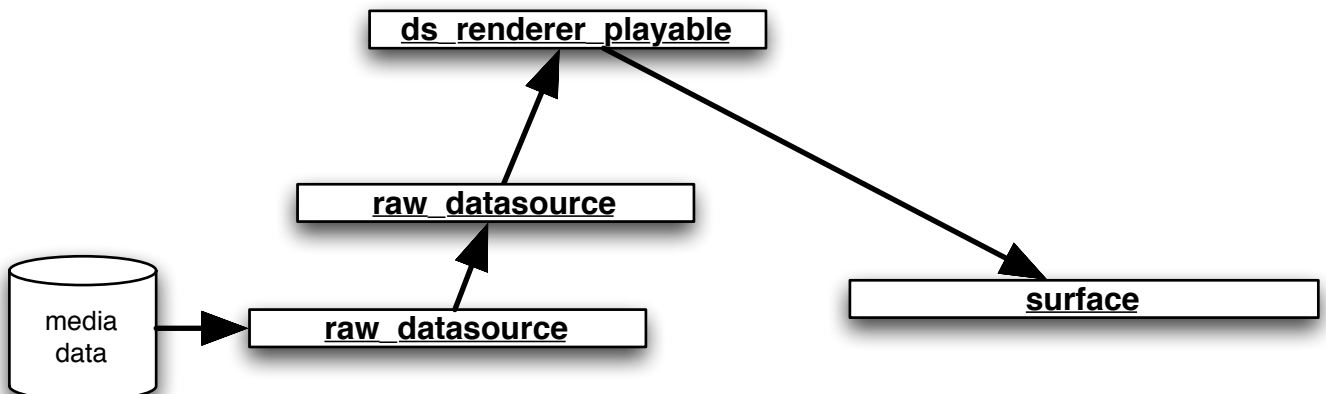 ds_renderer_playable
raw_datasource
surface
media
data
raw_datasource